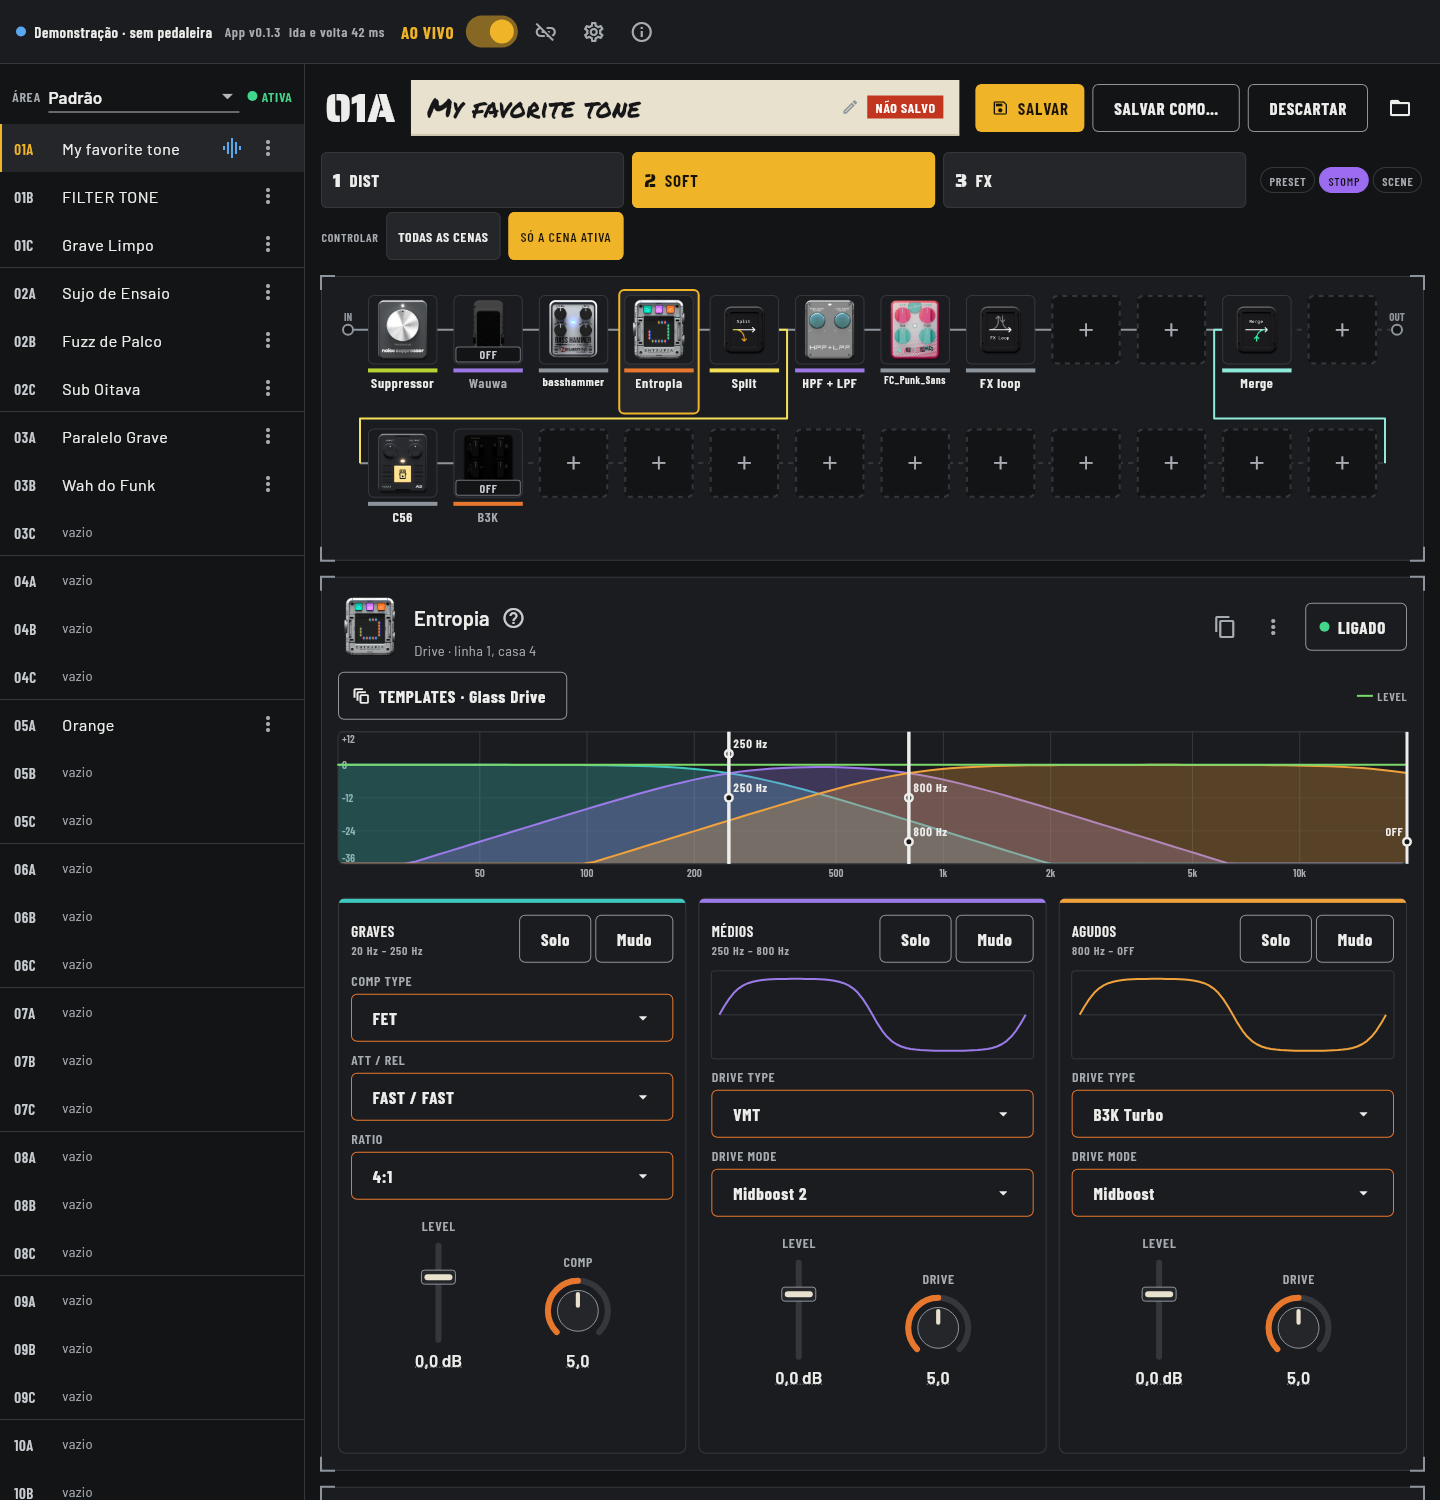 Demonstração · sem pedaleira App v0.1.3 Ida e volta 42 ms AO VIVO
ÁREA Padrão ATIVA
01A My favorite tone
01B FILTER TONE
01C Grave Limpo
02A Sujo de Ensaio
02B Fuzz de Palco
02C Sub Oitava
03A Paralelo Grave
03B Wah do Funk
03C vazio
04A vazio
04B vazio
04C vazio
05A Orange
05B vazio
05C vazio
06A vazio
06B vazio
06C vazio
07A vazio
07B vazio
07C vazio
08A vazio
08B vazio
08C vazio
09A vazio
09B vazio
09C vazio
10A vazio
10B vazio
01A My favorite tone NÃO SALVO SALVAR SALVAR COMO... DESCARTAR
1 DIST 2 SOFT 3 FX PRESET STOMP SCENE
CONTROLAR TODAS AS CENAS SÓ A CENA ATIVA
IN OFF OUT
Suppressor Wauwa basshammer Entropia Split HPF + LPF FC_Punk_Sans FX loop Merge
OFF
C56 B3K
Entropia
Drive · linha 1, casa 4
LIGADO
TEMPLATES · Glass Drive
LEVEL
+12
0
-12
-24
-36
250 Hz
250 Hz 800 Hz
800 Hz OFF
50 100 200 500 1k 2k 5k 10k
GRAVES Solo Mudo
20 Hz – 250 Hz
COMP TYPE
FET
ATT / REL
FAST / FAST
RATIO
4:1
LEVEL COMP
0,0 dB 5,0
MÉDIOS Solo Mudo
250 Hz – 800 Hz
DRIVE TYPE
VMT
DRIVE MODE
Midboost 2
LEVEL DRIVE
0,0 dB 5,0
AGUDOS Solo Mudo
800 Hz – OFF
DRIVE TYPE
B3K Turbo
DRIVE MODE
Midboost
LEVEL DRIVE
0,0 dB 5,0